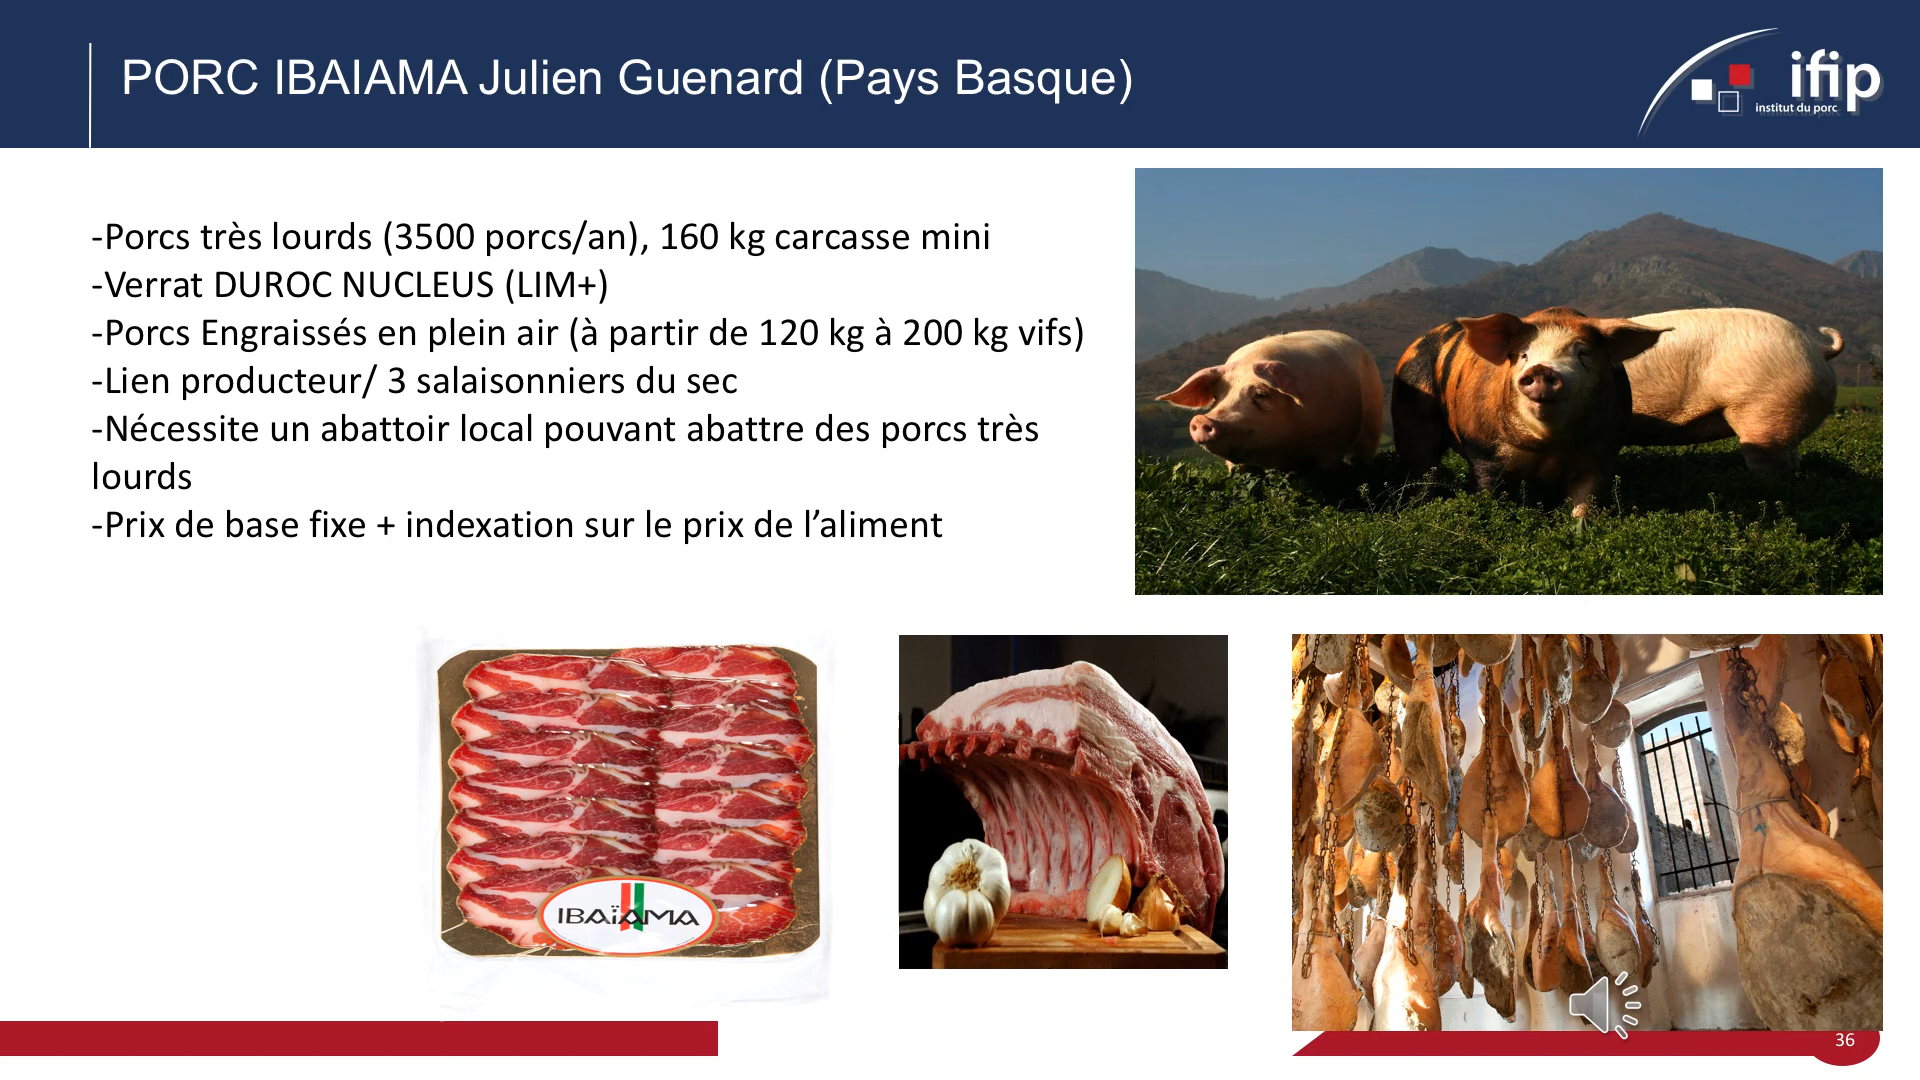 PORC IBAIAMA Julien Guenard (Pays Basque)
ifip
institut du porc
-Porcs très lourds (3500 porcs/an), 160 kg carcasse mini
-Verrat DUROC NUCLEUS (LIM+)
-Porcs Engraissés en plein air (à partir de 120 kg à 200 kg vifs)
-Lien producteur/ 3 salaisonniers du sec
-Nécessite un abattoir local pouvant abattre des porcs très
lourds
-Prix de base fixe + indexation sur le prix de l’aliment
IBAÏAMA
36